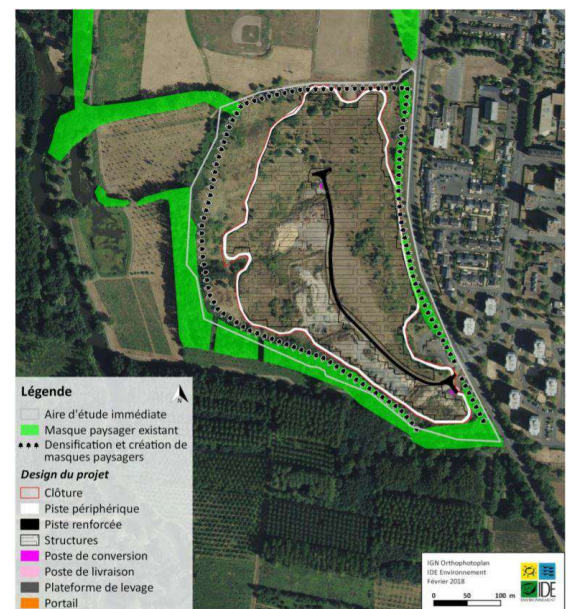 Légende
N
Aire d'étude immédiate
Masque paysager existant
Densification et création de
masques paysagers
Design du projet
Clôture
Piste périphérique
Piste renforcée
Structures
Poste de conversion
Poste de livraison
Plateforme de levage
Portail
IGN Orthophotoplan
IDE Environnement
Février 2018
0 50 100 m
IDE
ENVIRONNEMENT